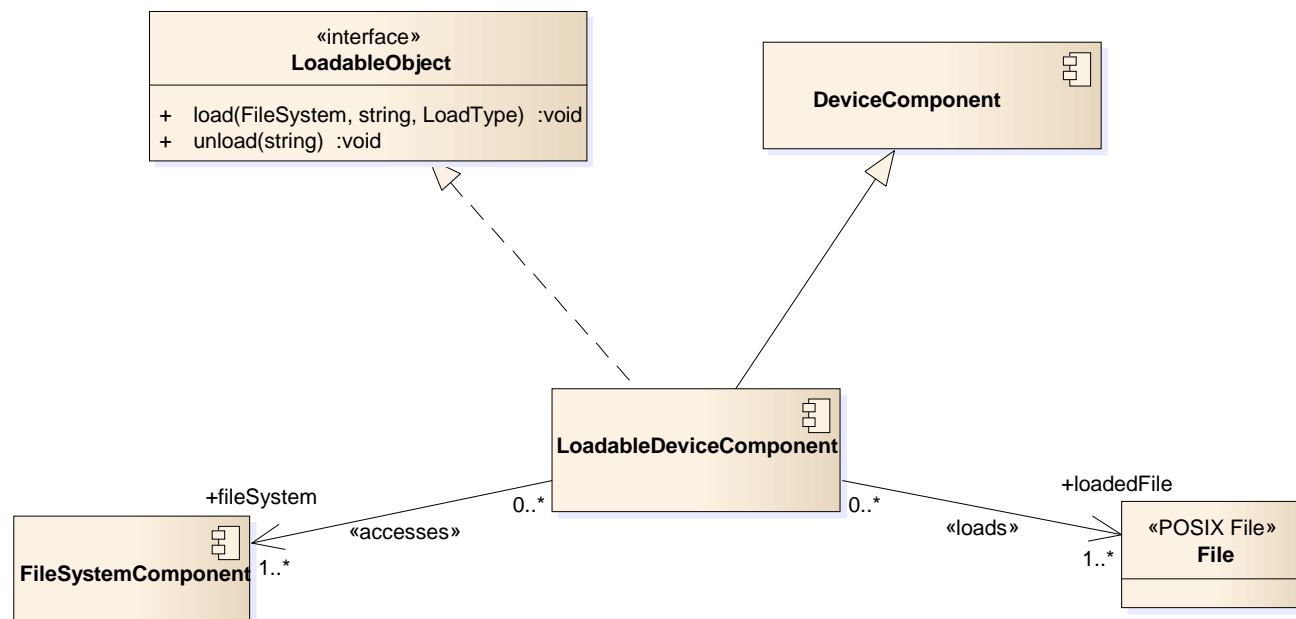 «interface»
LoadableObject
+ load(FileSystem, string, LoadType) :void
+ unload(string) :void
DeviceComponent
LoadableDeviceComponent
+fileSystem
0..*
«accesses»
1..*
FileSystemComponent
+loadedFile
0..*
«loads»
1..*
«POSIX File»
File